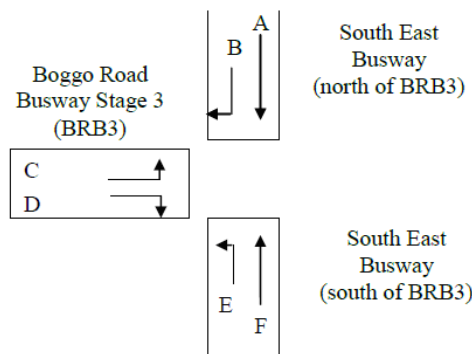 Boggo Road
Busway Stage 3
(BRB3)
A
B
South East
Busway
(north of BRB3)
C
D
E
F
South East
Busway
(south of BRB3)